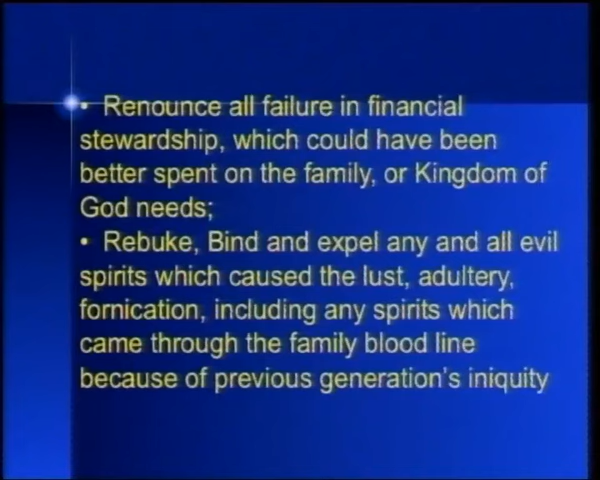 • Renounce all failure in financial
stewardship, which could have been
better spent on the family, or Kingdom of
God needs;
• Rebuke, Bind and expel any and all evil
spirits which caused the lust, adultery,
fornication, including any spirits which
came through the family blood line
because of previous generation's iniquity